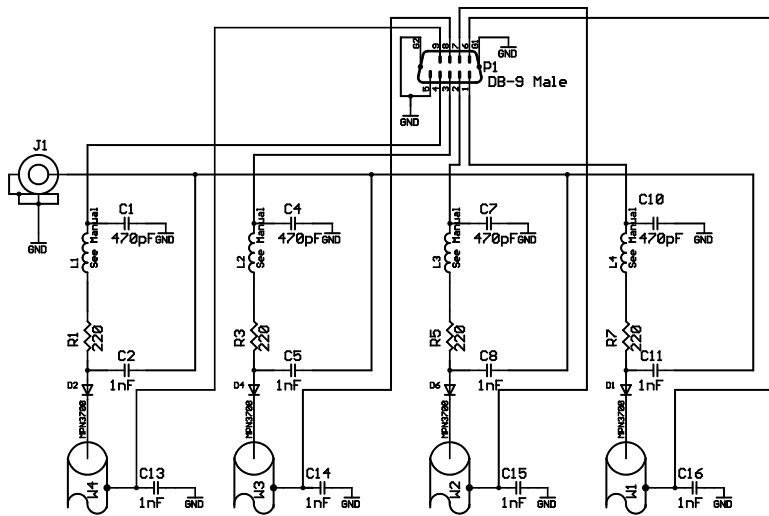 G2 9 8 7 6 G1
GND
P1
DB-9 Male
5 4 3 2 1
GND
J1
GND
C1
470pF
GND
See Manual
L1
C4
470pF
GND
See Manual
L2
C7
470pF
GND
See Manual
L3
C10
470pF
GND
See Manual
L4
R1
220
R3
220
R5
220
R7
220
C2
1nF
C5
1nF
C8
1nF
C11
1nF
D2
MPN3700
D4
MPN3700
D6
MPN3700
D1
MPN3700
W4
C13
1nF
GND
W3
C14
1nF
GND
W2
C15
1nF
GND
W1
C16
1nF
GND